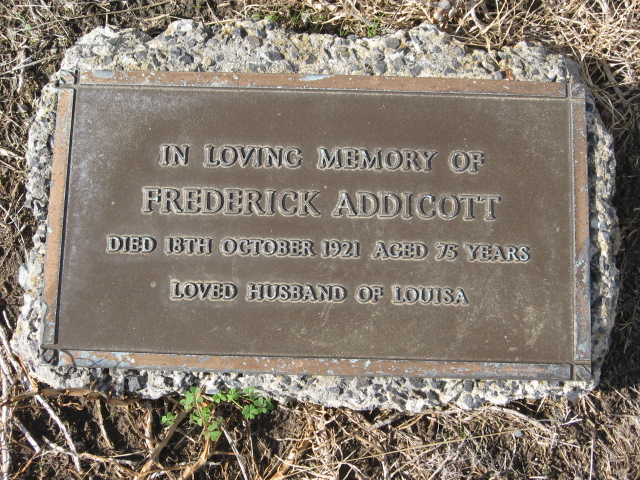 IN LOVING MEMORY OF
FREDERICK ADDICOTT
DIED 18TH OCTOBER 1921 AGED 75 YEARS
LOVED HUSBAND OF LOUISA